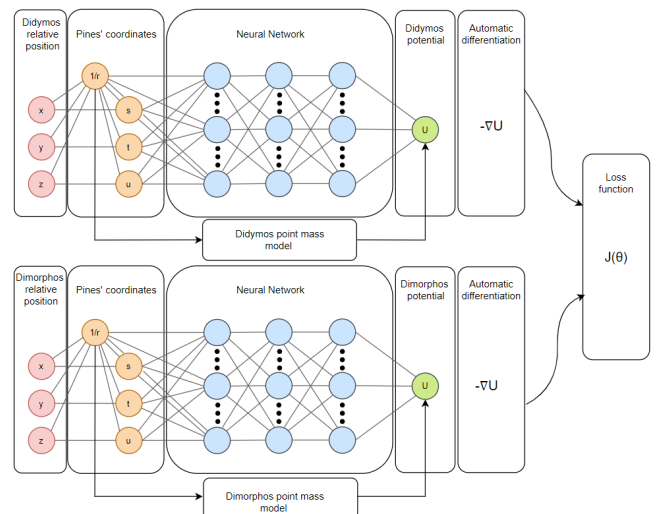 Didymos
relative
position
Pines' coordinates
Neural Network
Didymos
potential
Automatic
differentiation
1/r
x
s
y
t
z
u
U
-∇U
Didymos point mass
model
Loss
function
J(θ)
Dimorphos
relative
position
Pines' coordinates
Neural Network
Dimorphos
potential
Automatic
differentiation
1/r
x
s
y
t
z
u
U
-∇U
Dimorphos point mass
model